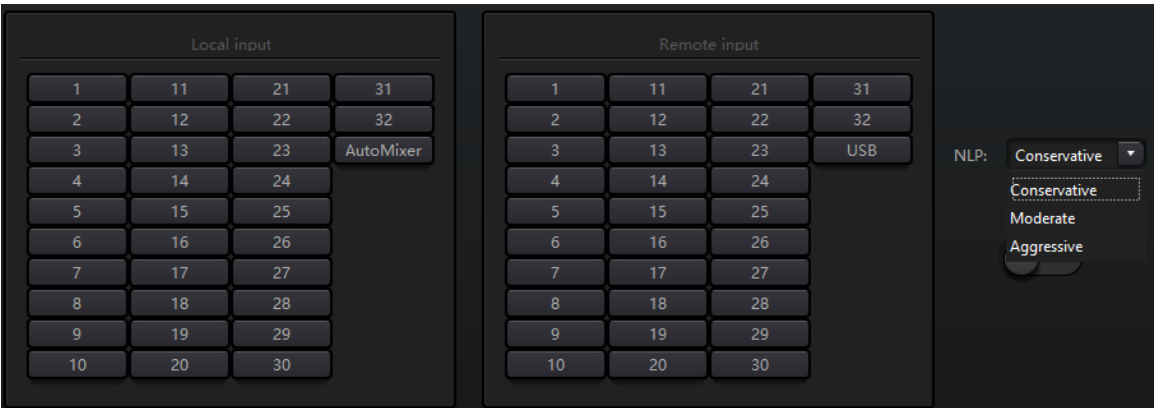 Local input
1 11 21 31
2 12 22 32
3 13 23 AutoMixer
4 14 24
5 15 25
6 16 26
7 17 27
8 18 28
9 19 29
10 20 30
Remote input
1 11 21 31
2 12 22 32
3 13 23 USB
4 14 24
5 15 25
6 16 26
7 17 27
8 18 28
9 19 29
10 20 30
NLP: Conservative
Conservative
Moderate
Aggressive